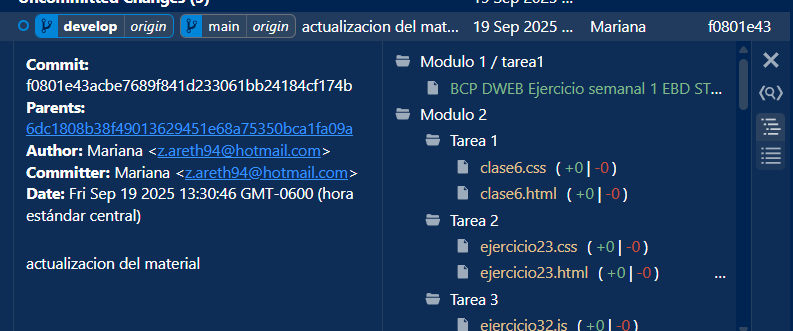 Uncommitted Changes (5) 19 Sep 2025 ...
develop origin main origin actualizacion del mat... 19 Sep 2025 ... Mariana f0801e43
Commit:
f0801e43acbe7689f841d233061bb24184cf174b
Parents:
6dc1808b38f49013629451e68a75350bca1fa09a
Author: Mariana <z.areth94@hotmail.com>
Committer: Mariana <z.areth94@hotmail.com>
Date: Fri Sep 19 2025 13:30:46 GMT-0600 (hora
estándar central)
actualizacion del material
Modulo 1 / tarea1
BCP DWEB Ejercicio semanal 1 EBD ST...
Modulo 2
Tarea 1
clase6.css ( +0 | -0 )
clase6.html ( +0 | -0 )
Tarea 2
ejercicio23.css ( +0 | -0 )
ejercicio23.html ( +0 | -0 ) ...
Tarea 3
ejercicio32.js ( +0 | -0 )